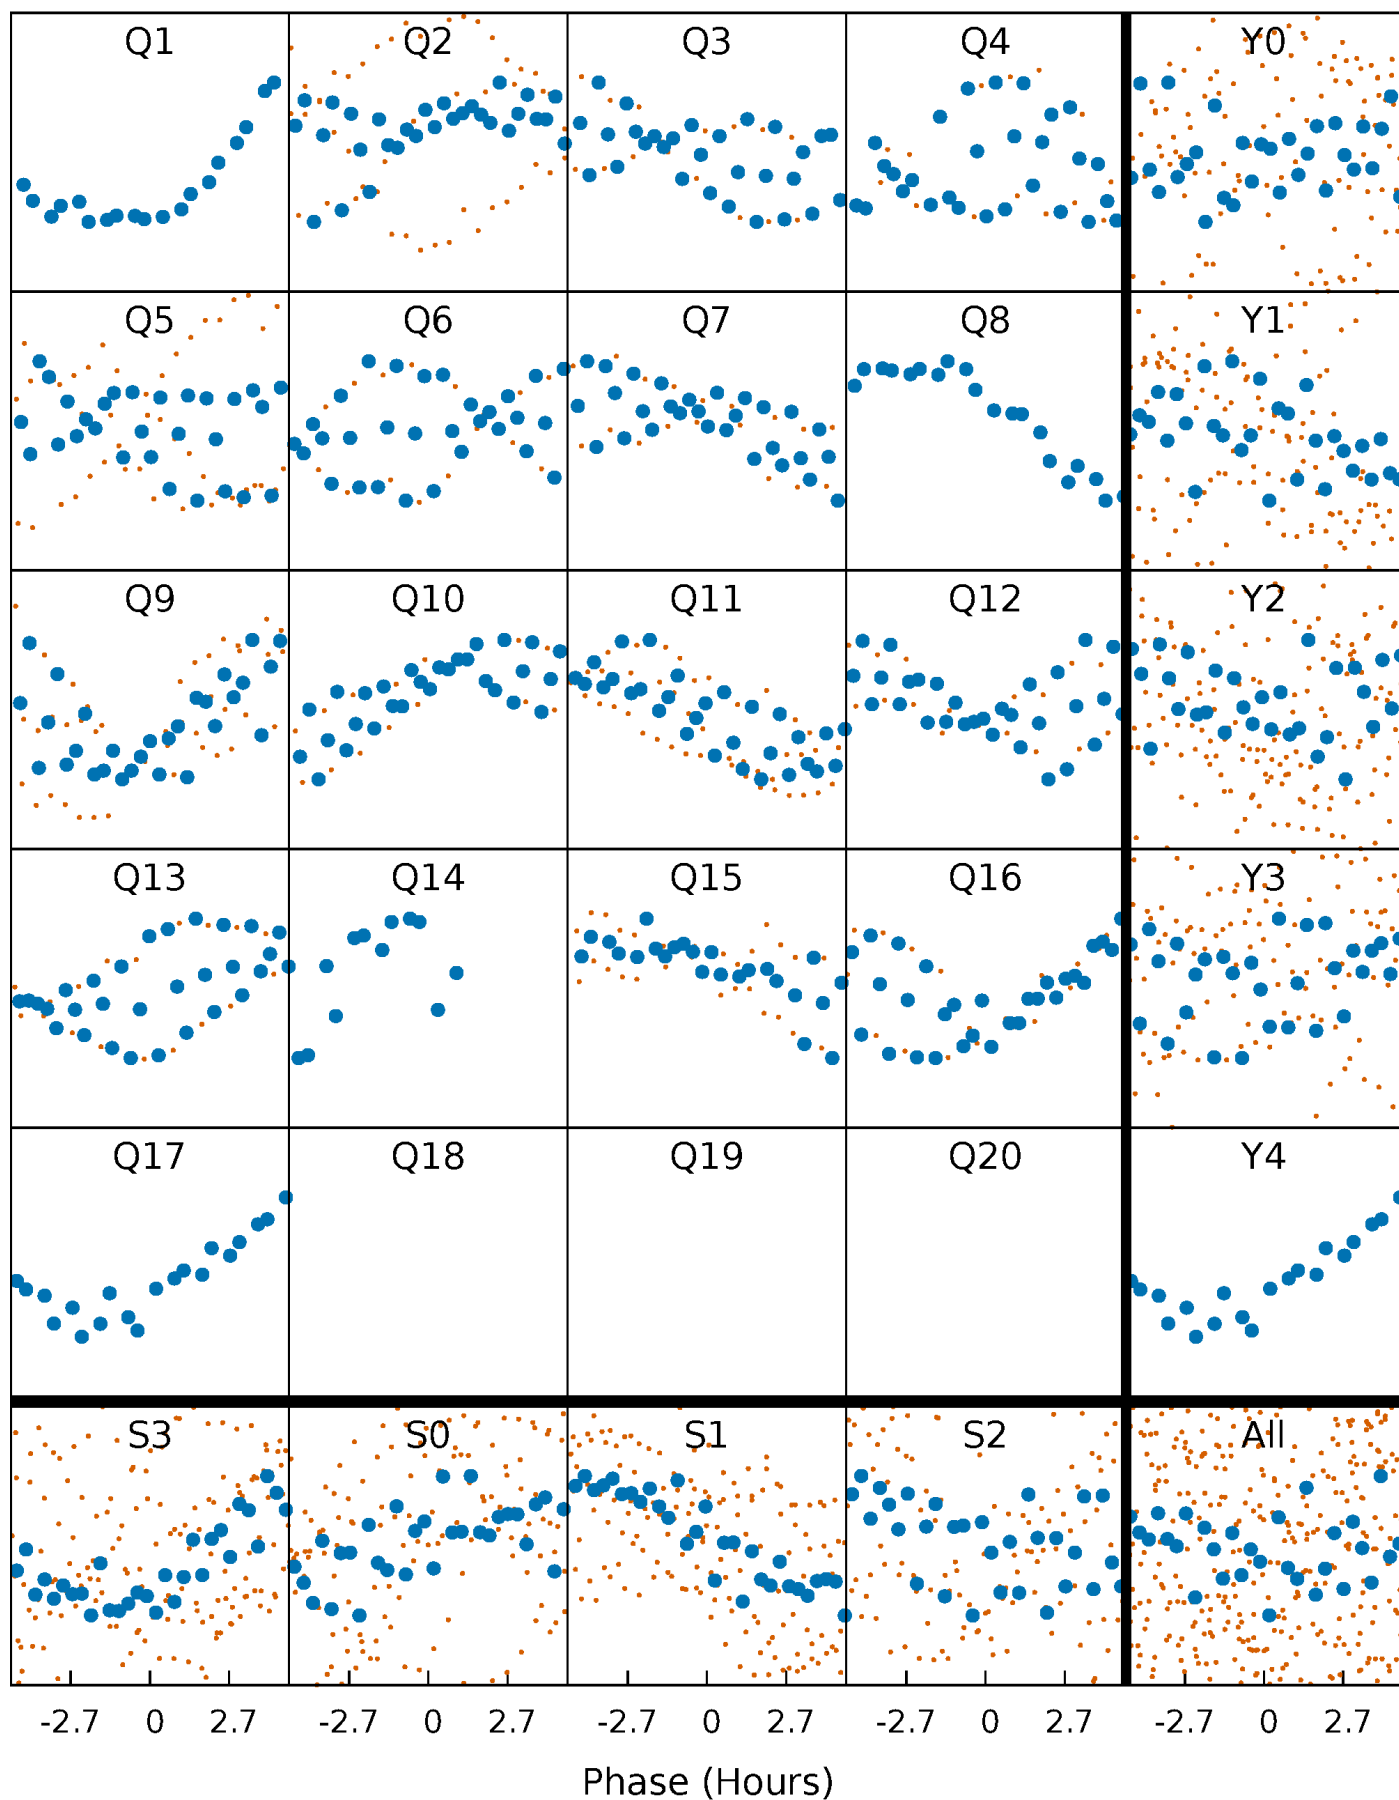 Q1 Q2 Q3 Q4 Y0
Q5 Q6 Q7 Q8 Y1
Q9 Q10 Q11 Q12 Y2
Q13 Q14 Q15 Q16 Y3
Q17 Q18 Q19 Q20 Y4
S3 S0 S1 S2 All
-2.7 0 2.7 -2.7 0 2.7 -2.7 0 2.7 -2.7 0 2.7 -2.7 0 2.7
Phase (Hours)